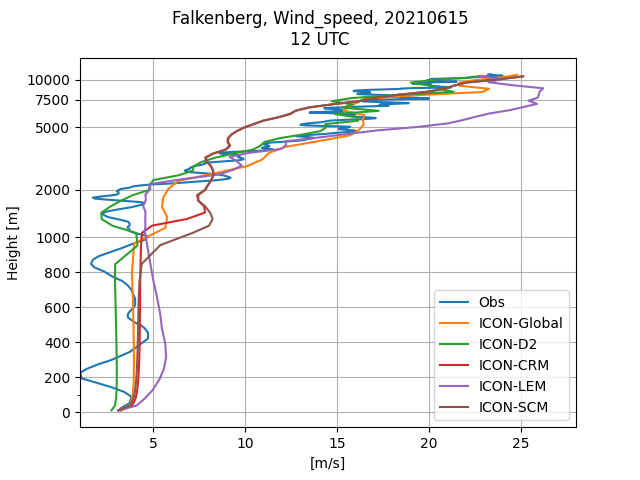 Falkenberg, Wind_speed, 20210615
12 UTC
10000
7500
5000
2000
1000
800
600
400
200
0
Height [m]
5
10
15
20
25
[m/s]
Obs
ICON-Global
ICON-D2
ICON-CRM
ICON-LEM
ICON-SCM